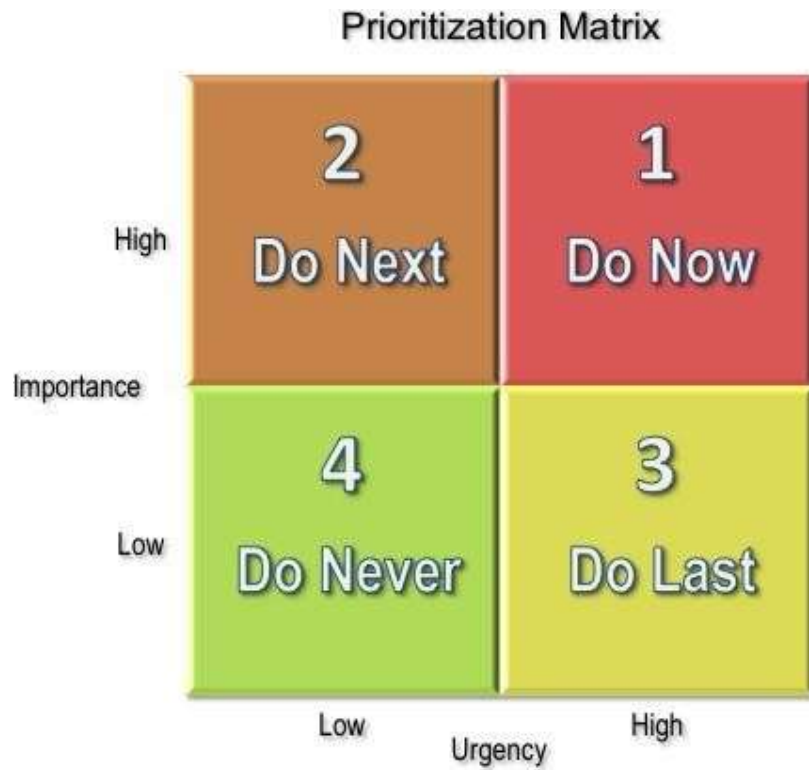 Prioritization Matrix
2
Do Next
1
Do Now
High
Importance
4
Do Never
3
Do Last
Low
Low
High
Urgency